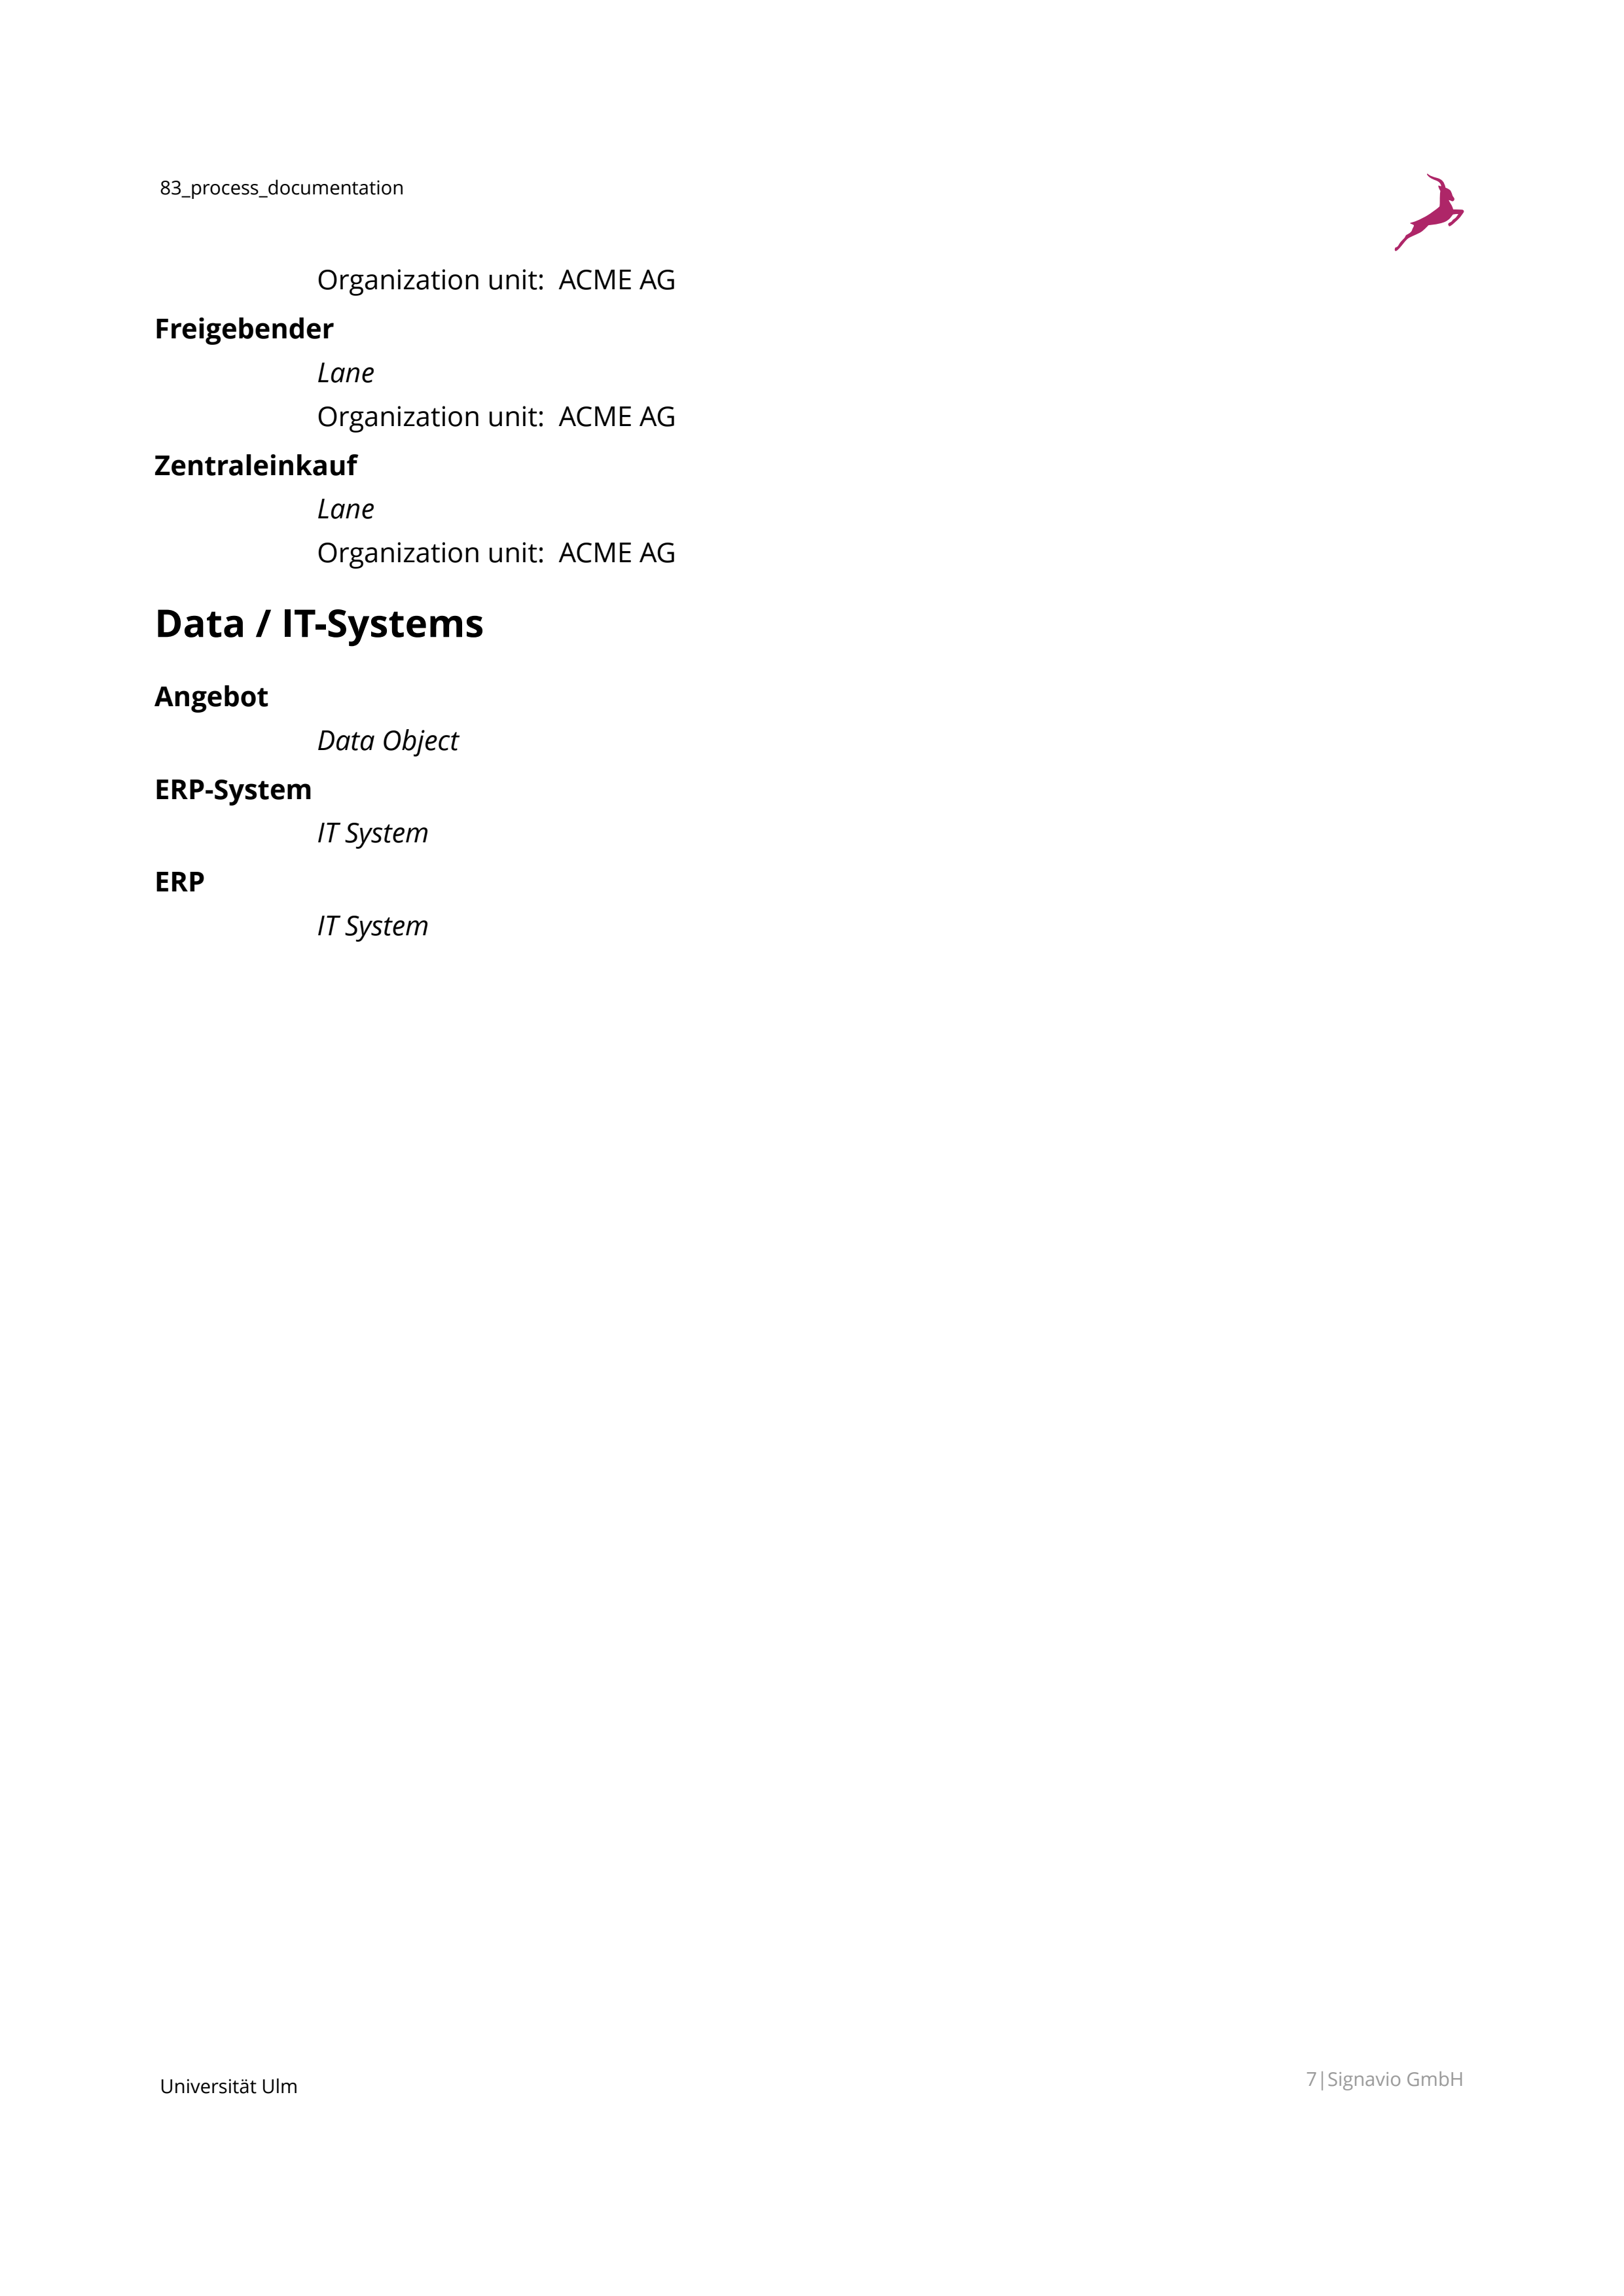 83_process_documentation
Organization unit: ACME AG
Freigebender
Lane
Organization unit: ACME AG
Zentraleinkauf
Lane
Organization unit: ACME AG
Data / IT-Systems
Angebot
Data Object
ERP-System
IT System
ERP
IT System
Universität Ulm
7|Signavio GmbH